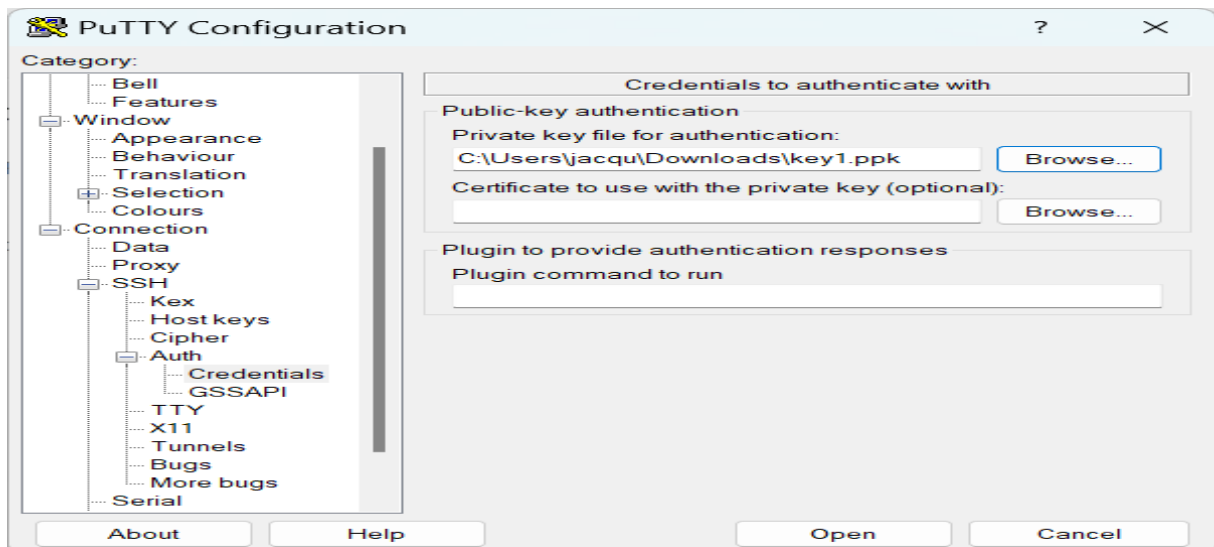 PuTTY Configuration
?
Category:
Bell
Features
Window
Appearance
Behaviour
Translation
Selection
Colours
Connection
Data
Proxy
SSH
Kex
Host keys
Cipher
Auth
Credentials
GSSAPI
TTY
X11
Tunnels
Bugs
More bugs
Serial
Credentials to authenticate with
Public-key authentication
Private key file for authentication:
C:\Users\jacqu\Downloads\key1.ppk Browse...
Certificate to use with the private key (optional):
Browse...
Plugin to provide authentication responses
Plugin command to run
About Help Open Cancel